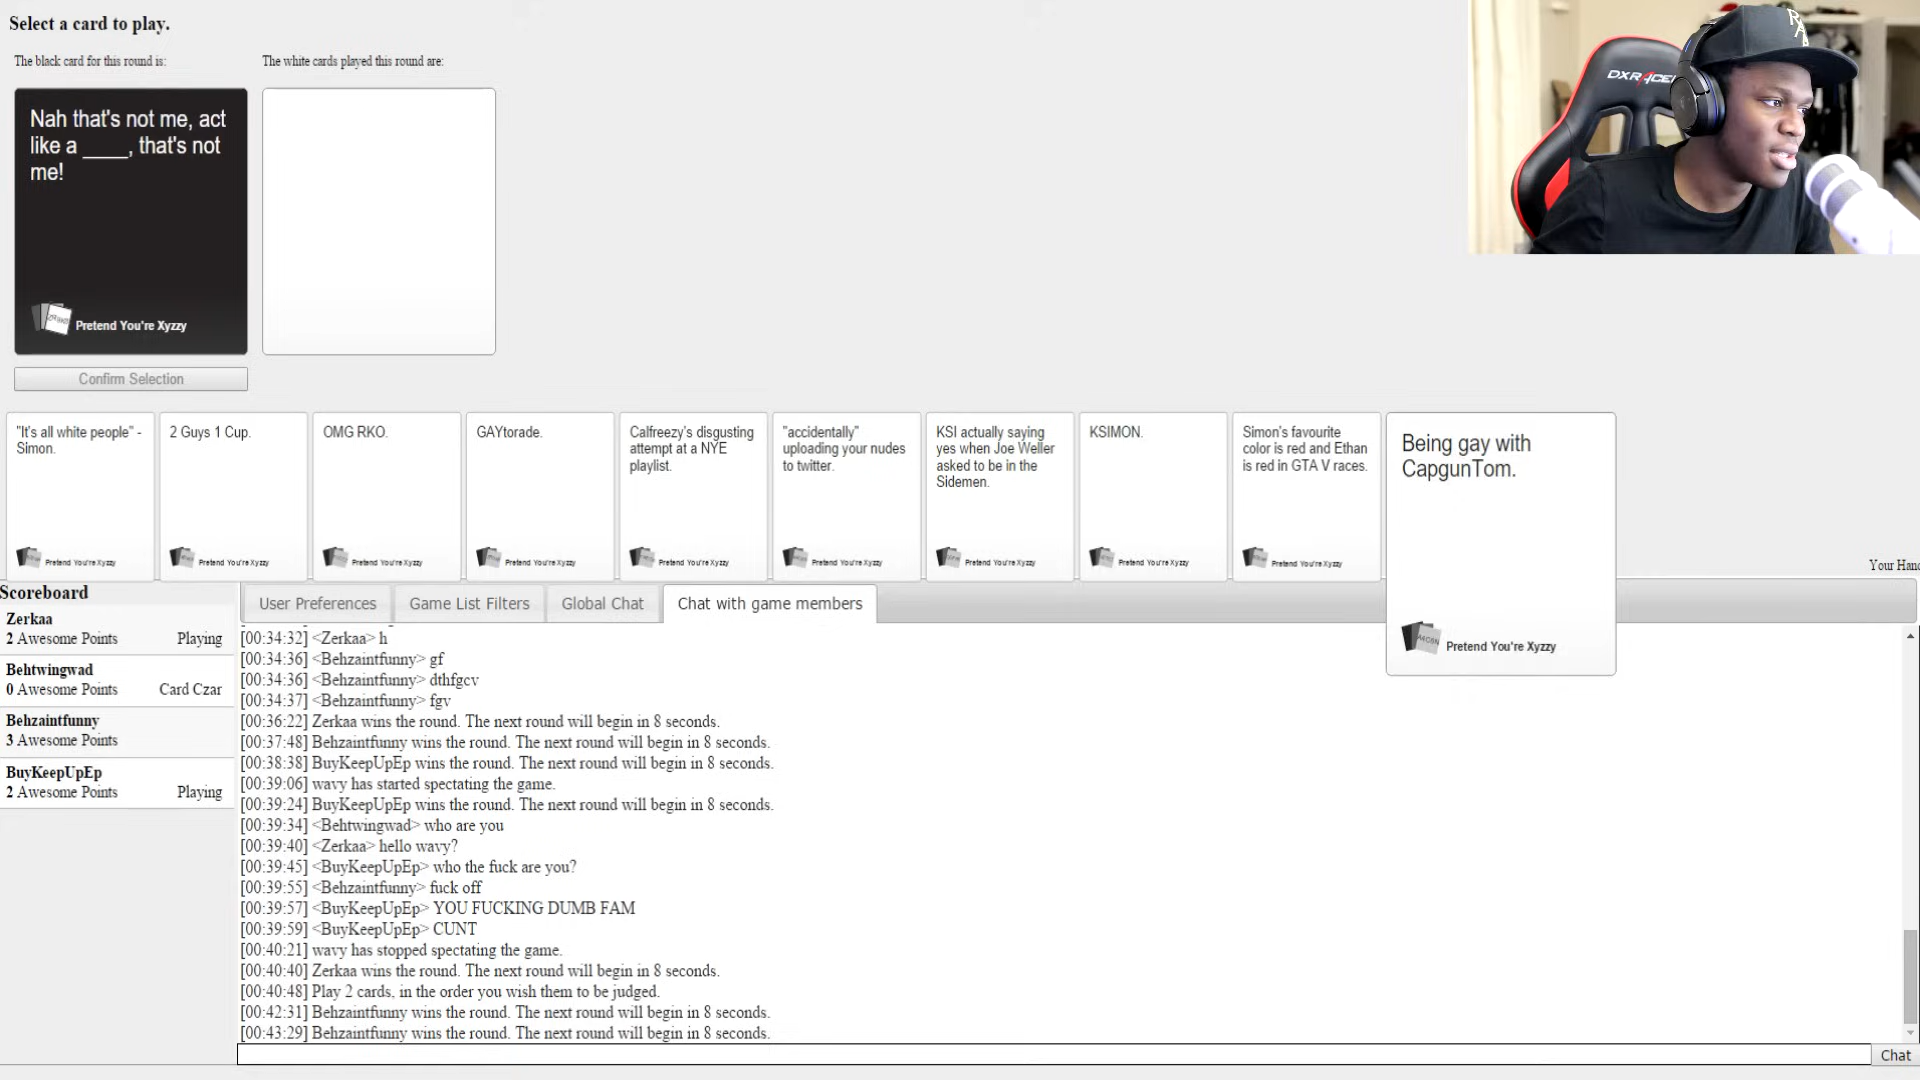 Select a card to play.
The black card for this round is:
The white cards played this round are:
Nah that's not me, act
like a ____, that's not
me!
Pretend You're Xyzzy
Confirm Selection
DXRACER
"It's all white people" -
Simon.
Pretend You're Xyzzy
2 Guys 1 Cup.
Pretend You're Xyzzy
OMG RKO.
Pretend You're Xyzzy
GAYtorade.
Pretend You're Xyzzy
Calfreezy's disgusting
attempt at a NYE
playlist.
Pretend You're Xyzzy
"accidentally"
uploading your nudes
to twitter.
Pretend You're Xyzzy
KSI actually saying
yes when Joe Weller
asked to be in the
Sidemen.
Pretend You're Xyzzy
KSIMON.
Pretend You're Xyzzy
Simon's favourite
color is red and Ethan
is red in GTA V races.
Pretend You're Xyzzy
Being gay with
CapgunTom.
Pretend You're Xyzzy
Your Hand
Scoreboard
Zerkaa
2 Awesome Points Playing
Behtwingwad
0 Awesome Points Card Czar
Behzaintfunny
3 Awesome Points
BuyKeepUpEp
2 Awesome Points Playing
User Preferences
Game List Filters
Global Chat
Chat with game members
[00:34:32] <Zerkaa> h
[00:34:36] <Behzaintfunny> gf
[00:34:36] <Behzaintfunny> dthfgcv
[00:34:37] <Behzaintfunny> fgv
[00:36:22] Zerkaa wins the round. The next round will begin in 8 seconds.
[00:37:48] Behzaintfunny wins the round. The next round will begin in 8 seconds.
[00:38:38] BuyKeepUpEp wins the round. The next round will begin in 8 seconds.
[00:39:06] wavy has started spectating the game.
[00:39:24] BuyKeepUpEp wins the round. The next round will begin in 8 seconds.
[00:39:34] <Behtwingwad> who are you
[00:39:40] <Zerkaa> hello wavy?
[00:39:45] <BuyKeepUpEp> who the fuck are you?
[00:39:55] <Behzaintfunny> fuck off
[00:39:57] <BuyKeepUpEp> YOU FUCKING DUMB FAM
[00:39:59] <BuyKeepUpEp> CUNT
[00:40:21] wavy has stopped spectating the game.
[00:40:40] Zerkaa wins the round. The next round will begin in 8 seconds.
[00:40:48] Play 2 cards, in the order you wish them to be judged.
[00:42:31] Behzaintfunny wins the round. The next round will begin in 8 seconds.
[00:43:29] Behzaintfunny wins the round. The next round will begin in 8 seconds.
Chat